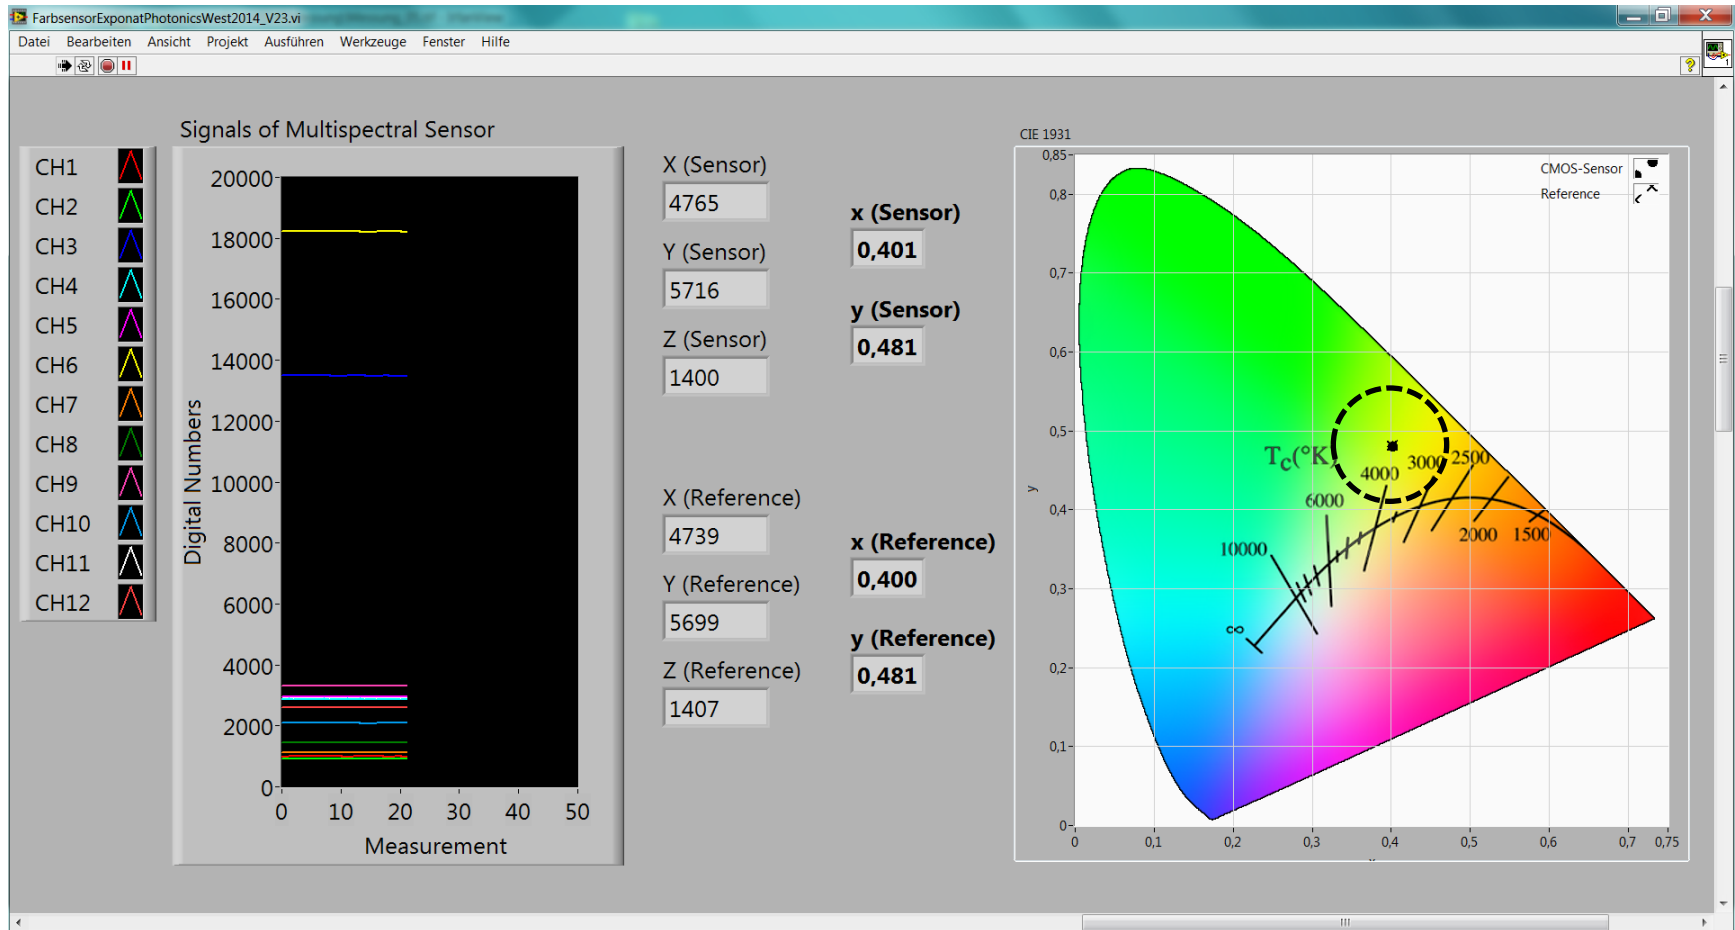 FarbsensorExponatPhotonicsWest2014_V23.vi
Datei Bearbeiten Ansicht Projekt Ausführen Werkzeuge Fenster Hilfe
Signals of Multispectral Sensor
CH1
CH2
CH3
CH4
CH5
CH6
CH7
CH8
CH9
CH10
CH11
CH12
Digital Numbers
20000
18000
16000
14000
12000
10000
8000
6000
4000
2000
0
0 10 20 30 40 50
Measurement
X (Sensor)
4765
Y (Sensor)
5716
Z (Sensor)
1400
x (Sensor)
0,401
y (Sensor)
0,481
X (Reference)
4739
Y (Reference)
5699
Z (Reference)
1407
x (Reference)
0,400
y (Reference)
0,481
CIE 1931
CMOS-Sensor
Reference
y
0,85
0,8
0,7
0,6
0,5
0,4
0,3
0,2
0,1
0
Tc(°K)
10000
6000
4000
3000
2500
2000
1500
∞
0 0,1 0,2 0,3 0,4 0,5 0,6 0,7 0,75
x